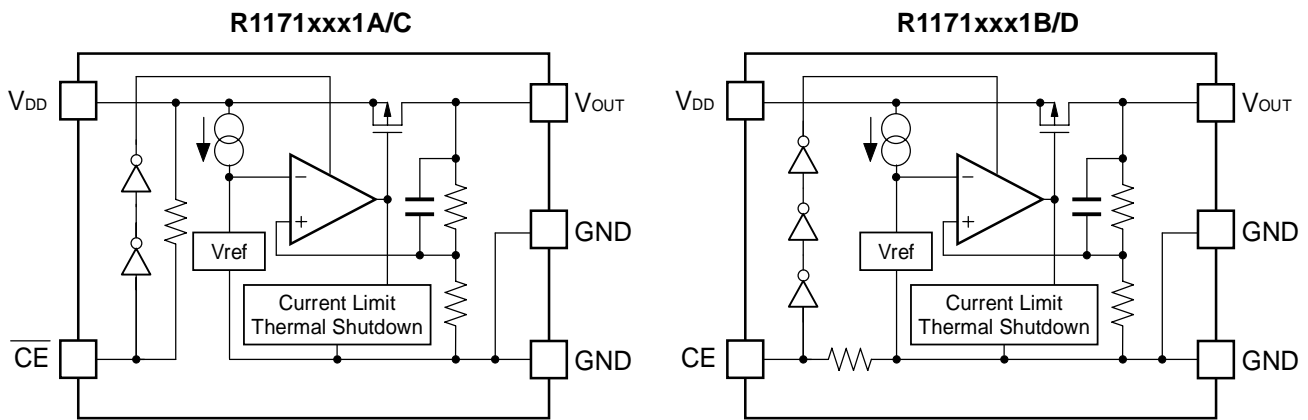 R1171xxx1A/C
VDD
VOUT
−
+
Vref
GND
Current Limit
Thermal Shutdown
CE
GND
R1171xxx1B/D
VDD
VOUT
−
+
Vref
GND
Current Limit
Thermal Shutdown
CE
GND